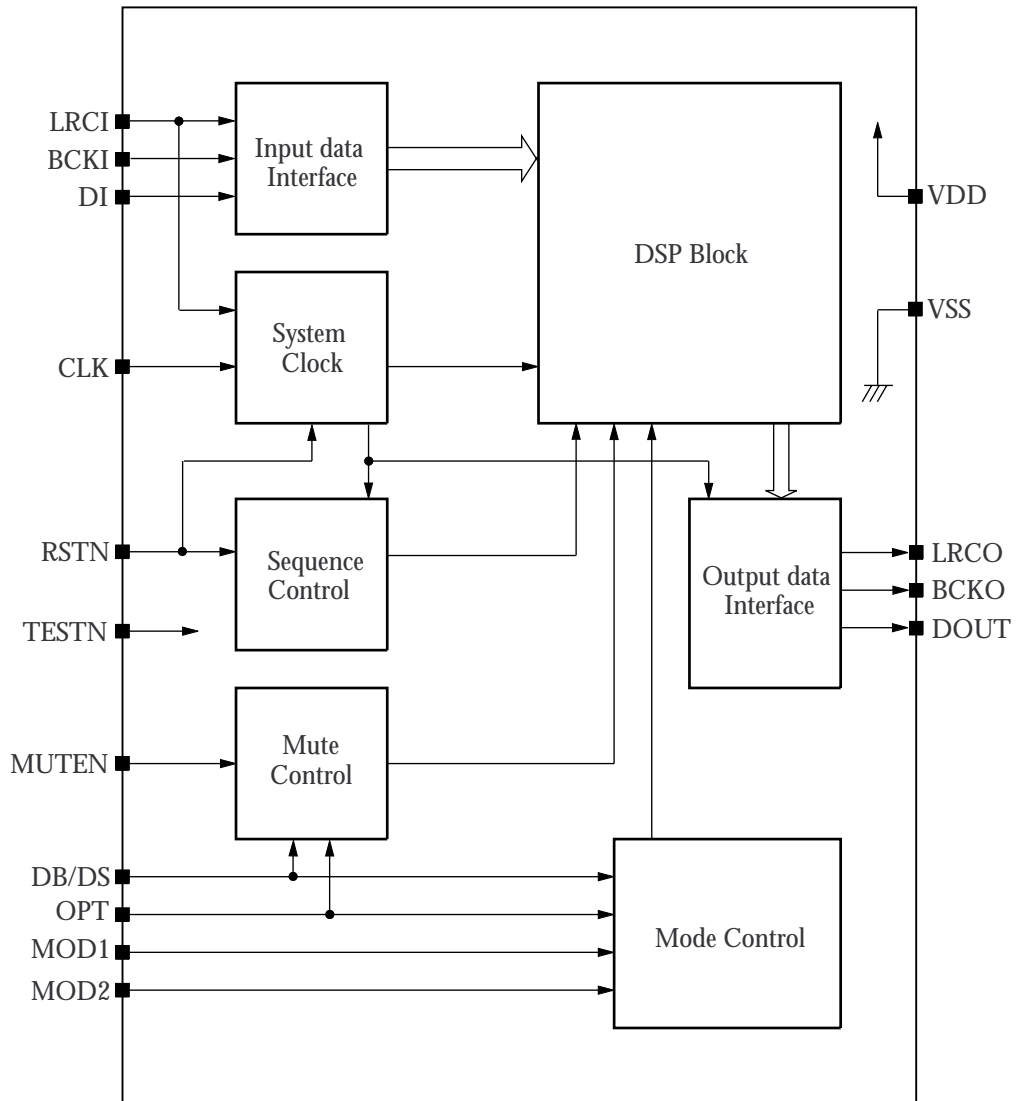 LRCI
BCKI
DI
Input data
Interface
DSP Block
VDD
VSS
System
Clock
CLK
RSTN
Sequence
Control
TESTN
Output data
Interface
LRCO
BCKO
DOUT
MUTEN
Mute
Control
DB/DS
OPT
MOD1
MOD2
Mode Control